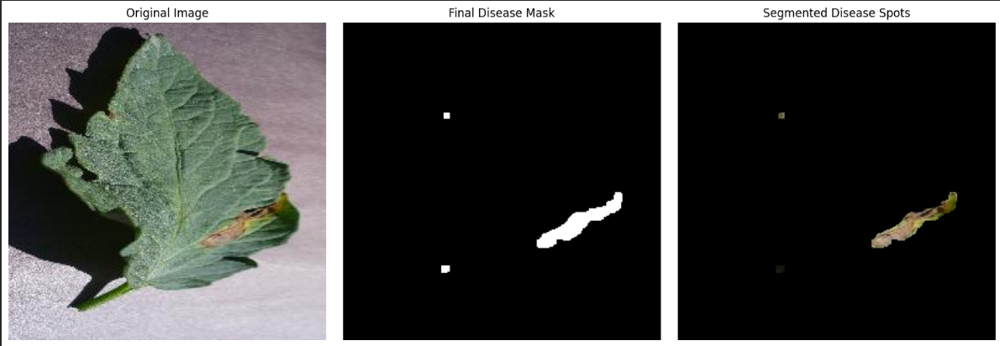 Original Image
Final Disease Mask
Segmented Disease Spots